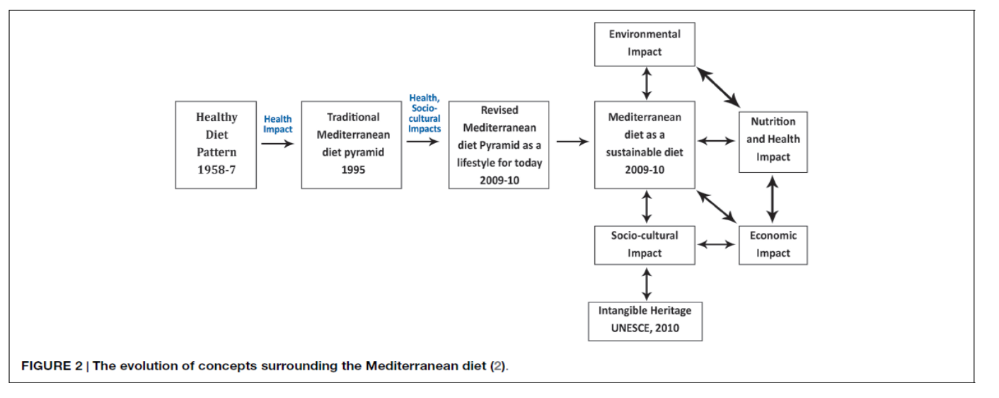 Healthy
Diet
Pattern
1958-7
Health
Impact
Traditional
Mediterranean
diet pyramid
1995
Health,
Socio-
cultural
Impacts
Revised
Mediterranean
diet Pyramid as a
lifestyle for today
2009-10
Environmental
Impact
Mediterranean
diet as a
sustainable diet
2009-10
Nutrition
and Health
Impact
Socio-cultural
Impact
Economic
Impact
Intangible Heritage
UNESCE, 2010
FIGURE 2 | The evolution of concepts surrounding the Mediterranean diet (2).